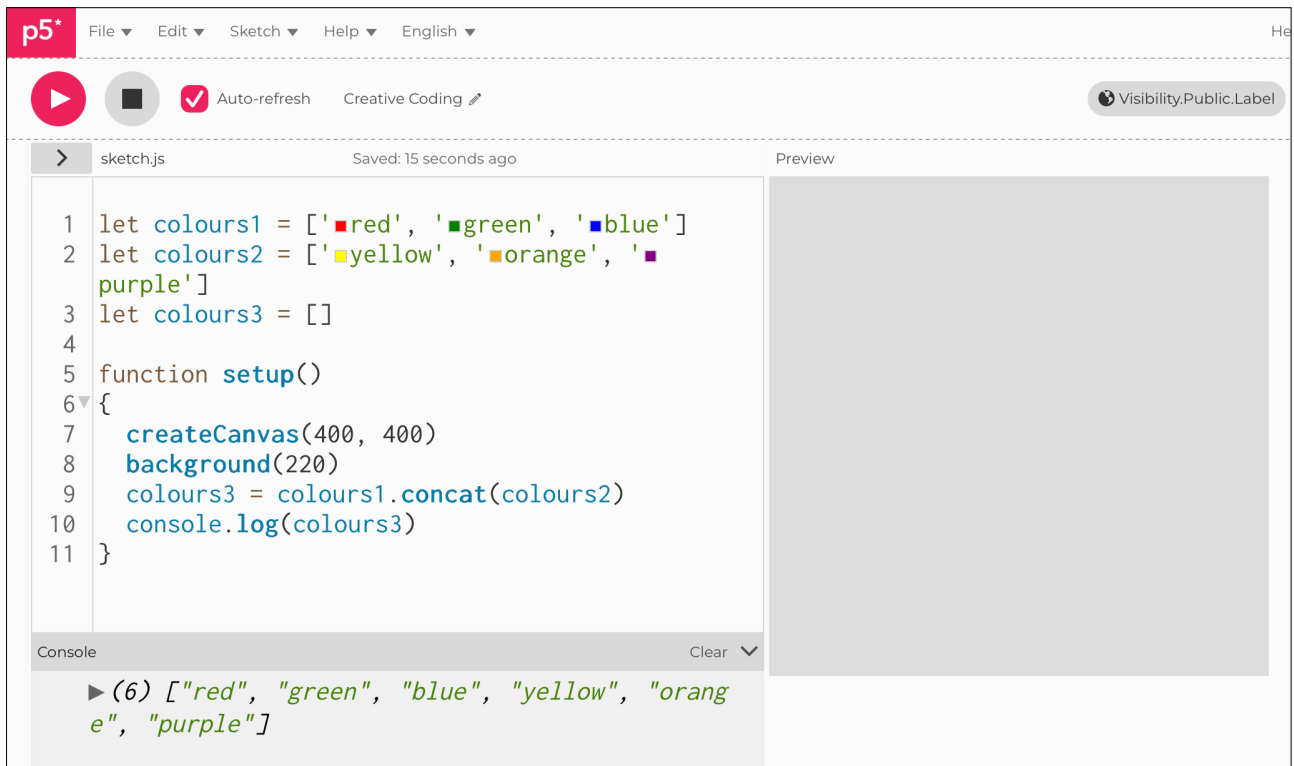 p5* File Edit Sketch Help English He
Auto-refresh Creative Coding Visibility.Public.Label
> sketch.js Saved: 15 seconds ago Preview
1 let colours1 = ['red', 'green', 'blue']
2 let colours2 = ['yellow', 'orange', '
purple']
3 let colours3 = []
4
5 function setup()
6 {
7 createCanvas(400, 400)
8 background(220)
9 colours3 = colours1.concat(colours2)
10 console.log(colours3)
11 }
Console Clear
(6) ["red", "green", "blue", "yellow", "orang
e", "purple"]